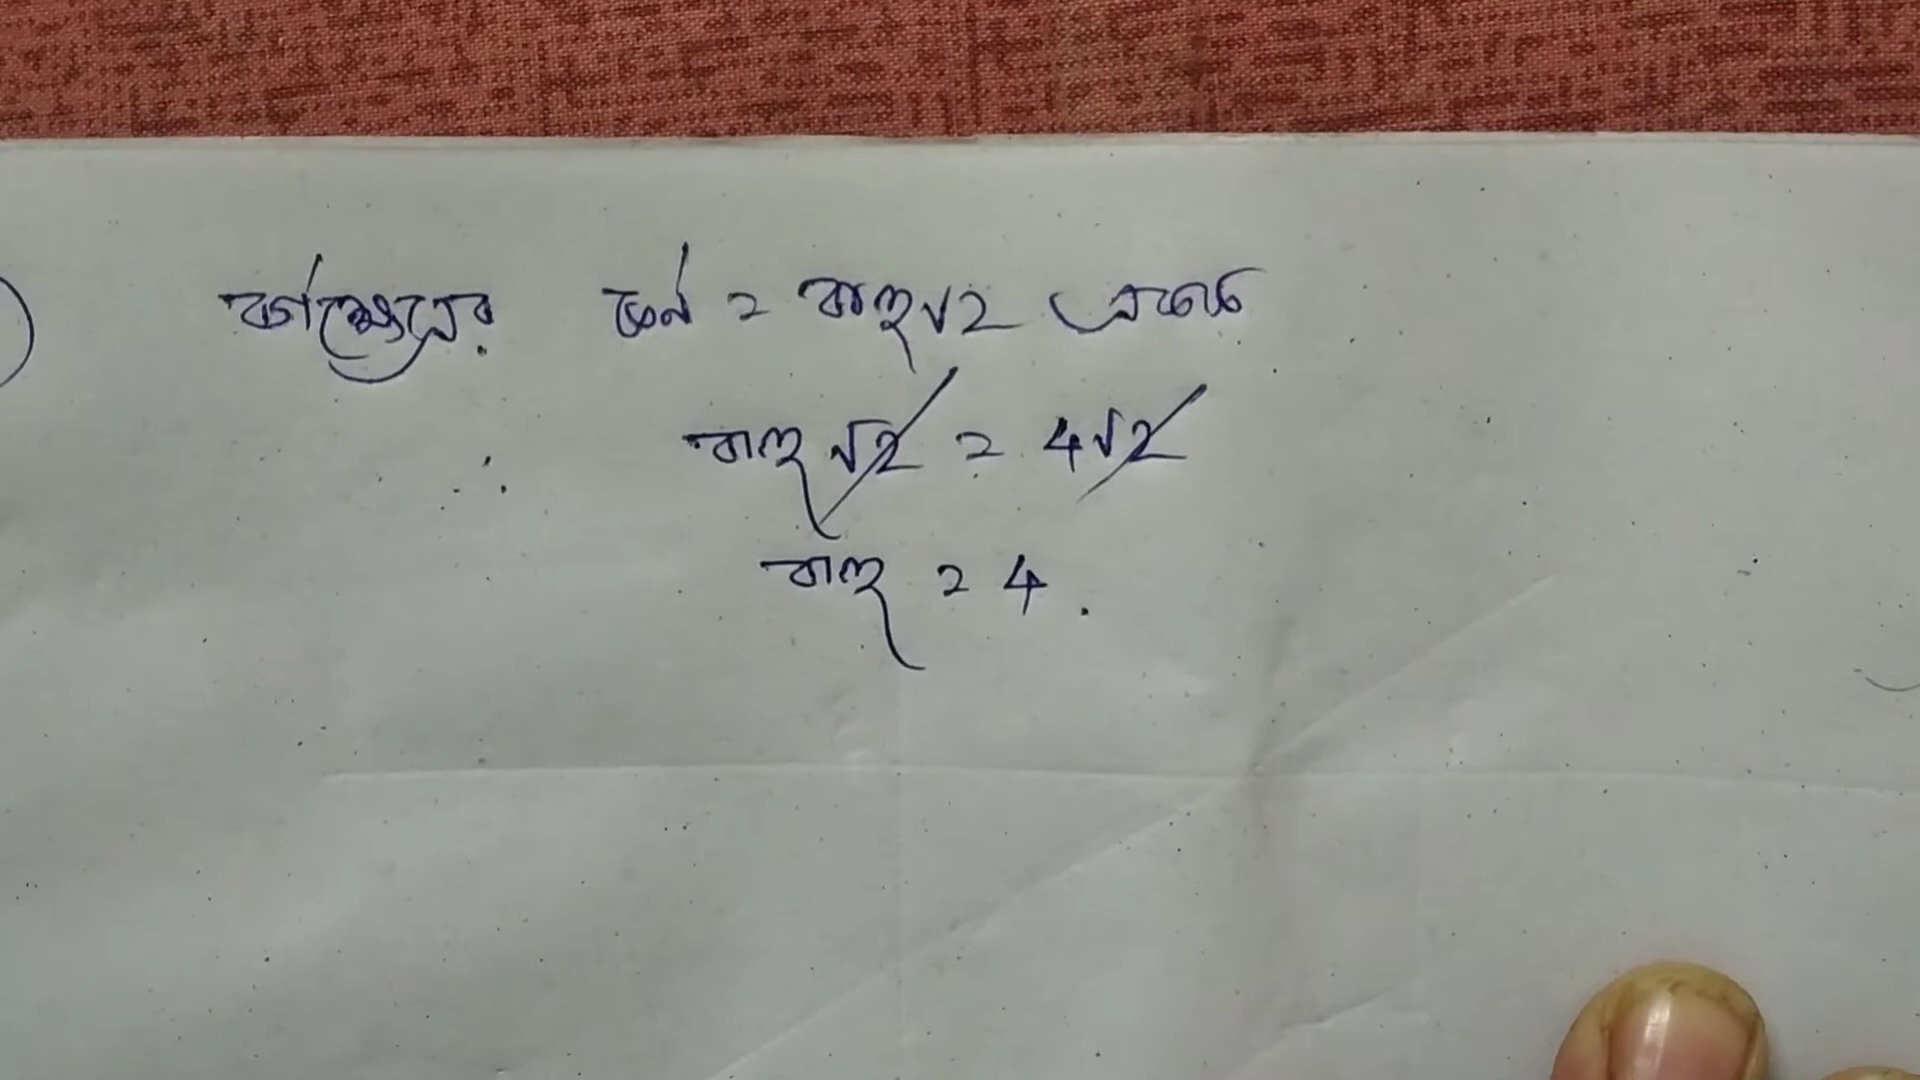 বর্গক্ষেত্রের কর্ণ = বাহু√2 একক
∴ বাহু √2 = 4√2
বাহু = 4.